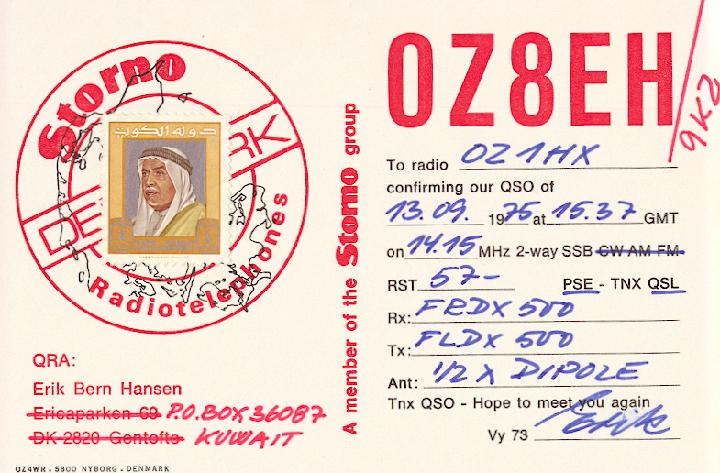 Storno
DENMARK
Radiotelephones
دولة الكويت
A member of the Storno group
OZ8EH/9K2
To radio OZ1HX
confirming our QSO of
13.09. 1975 at 15.37 GMT
on 14.15 MHz 2-way SSB CW AM FM
RST 57- PSE - TNX QSL
Rx: FRDX 500
Tx: FLDX 500
Ant: 1/2 λ DIPOLE
Tnx QSO - Hope to meet you again
Vy 73 Erik
QRA:
Erik Bern Hansen
Ericaparken 69 P.O.BOX 36087
DK-2820 Gentofte KUWAIT
OZ4WR . 5800 NYBORG . DENMARK